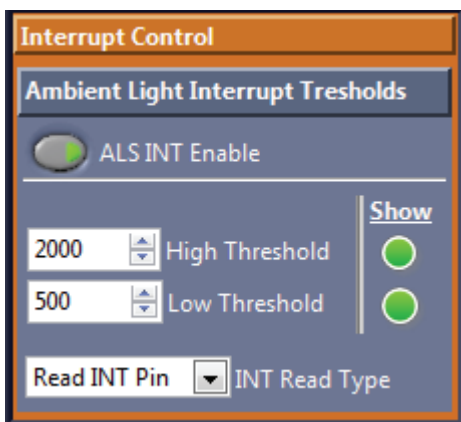 Interrupt Control
Ambient Light Interrupt Tresholds
ALS INT Enable
Show
2000 High Threshold
500 Low Threshold
Read INT Pin INT Read Type